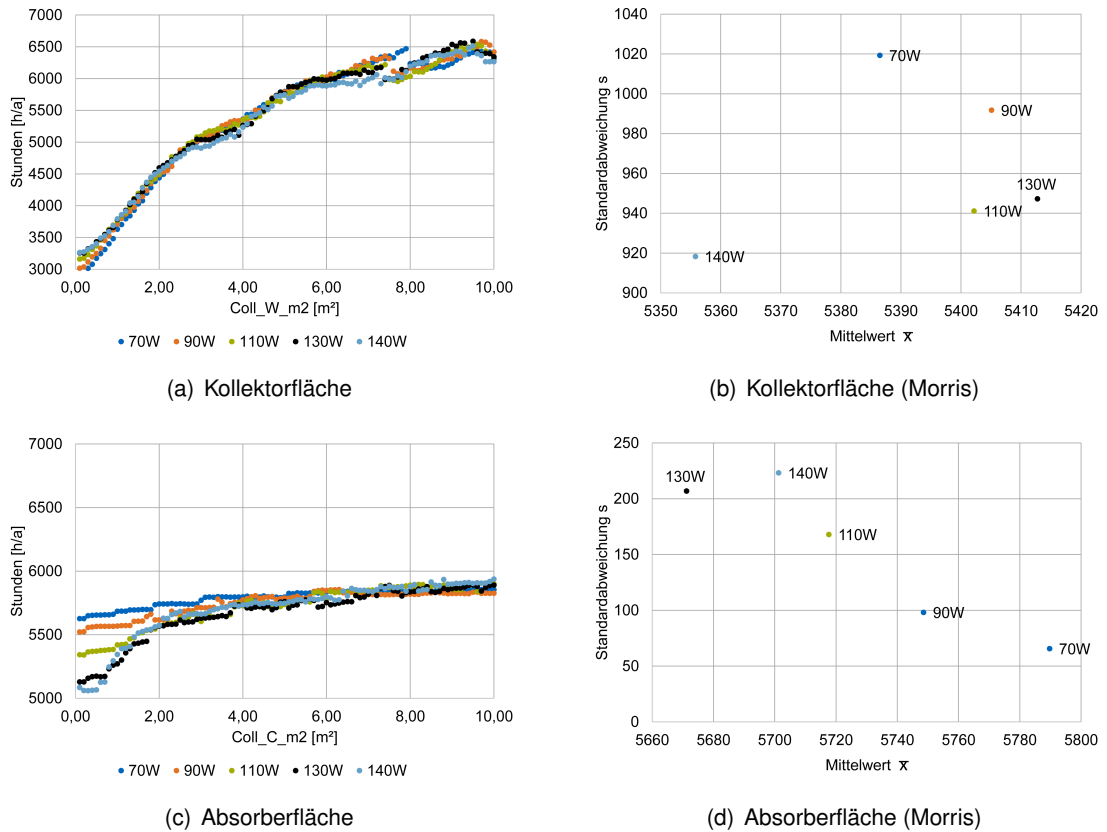 7000
6500
6000
5500
5000
4500
4000
3500
3000
Stunden [h/a]
0,00 2,00 4,00 6,00 8,00 10,00
Coll_W_m2 [m²]
70W 90W 110W 130W 140W
(a) Kollektorfläche
1040
1020
1000
980
960
940
920
900
Standardabweichung s
70W
90W
130W
110W
140W
5350 5360 5370 5380 5390 5400 5410 5420
Mittelwert x̅
(b) Kollektorfläche (Morris)
7000
6500
6000
5500
5000
Stunden [h/a]
0,00 2,00 4,00 6,00 8,00 10,00
Coll_C_m2 [m²]
70W 90W 110W 130W 140W
(c) Absorberfläche
250
200
150
100
50
0
Standardabweichung s
130W
140W
110W
90W
70W
5660 5680 5700 5720 5740 5760 5780 5800
Mittelwert x̅
(d) Absorberfläche (Morris)